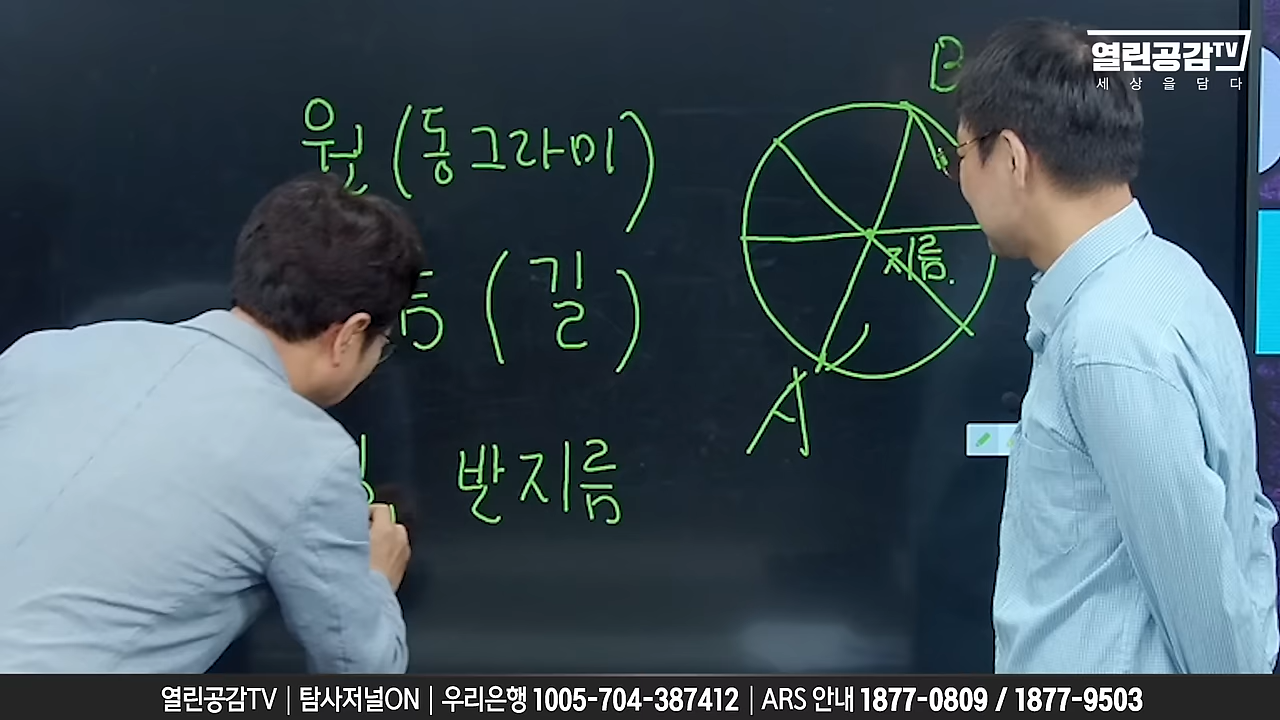 열린공감TV
세상을담다
B
원 (동그라미)
지름.
름 (길)
A
반지름
열린공감TV | 탐사저널ON | 우리은행 1005-704-387412 | ARS 안내 1877-0809 / 1877-9503